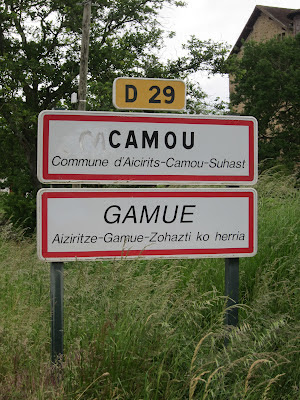 D 29
CAMOU
Commune d'Aicirits-Camou-Suhast
GAMUE
Aiziritze-Gamue-Zohazti ko herria